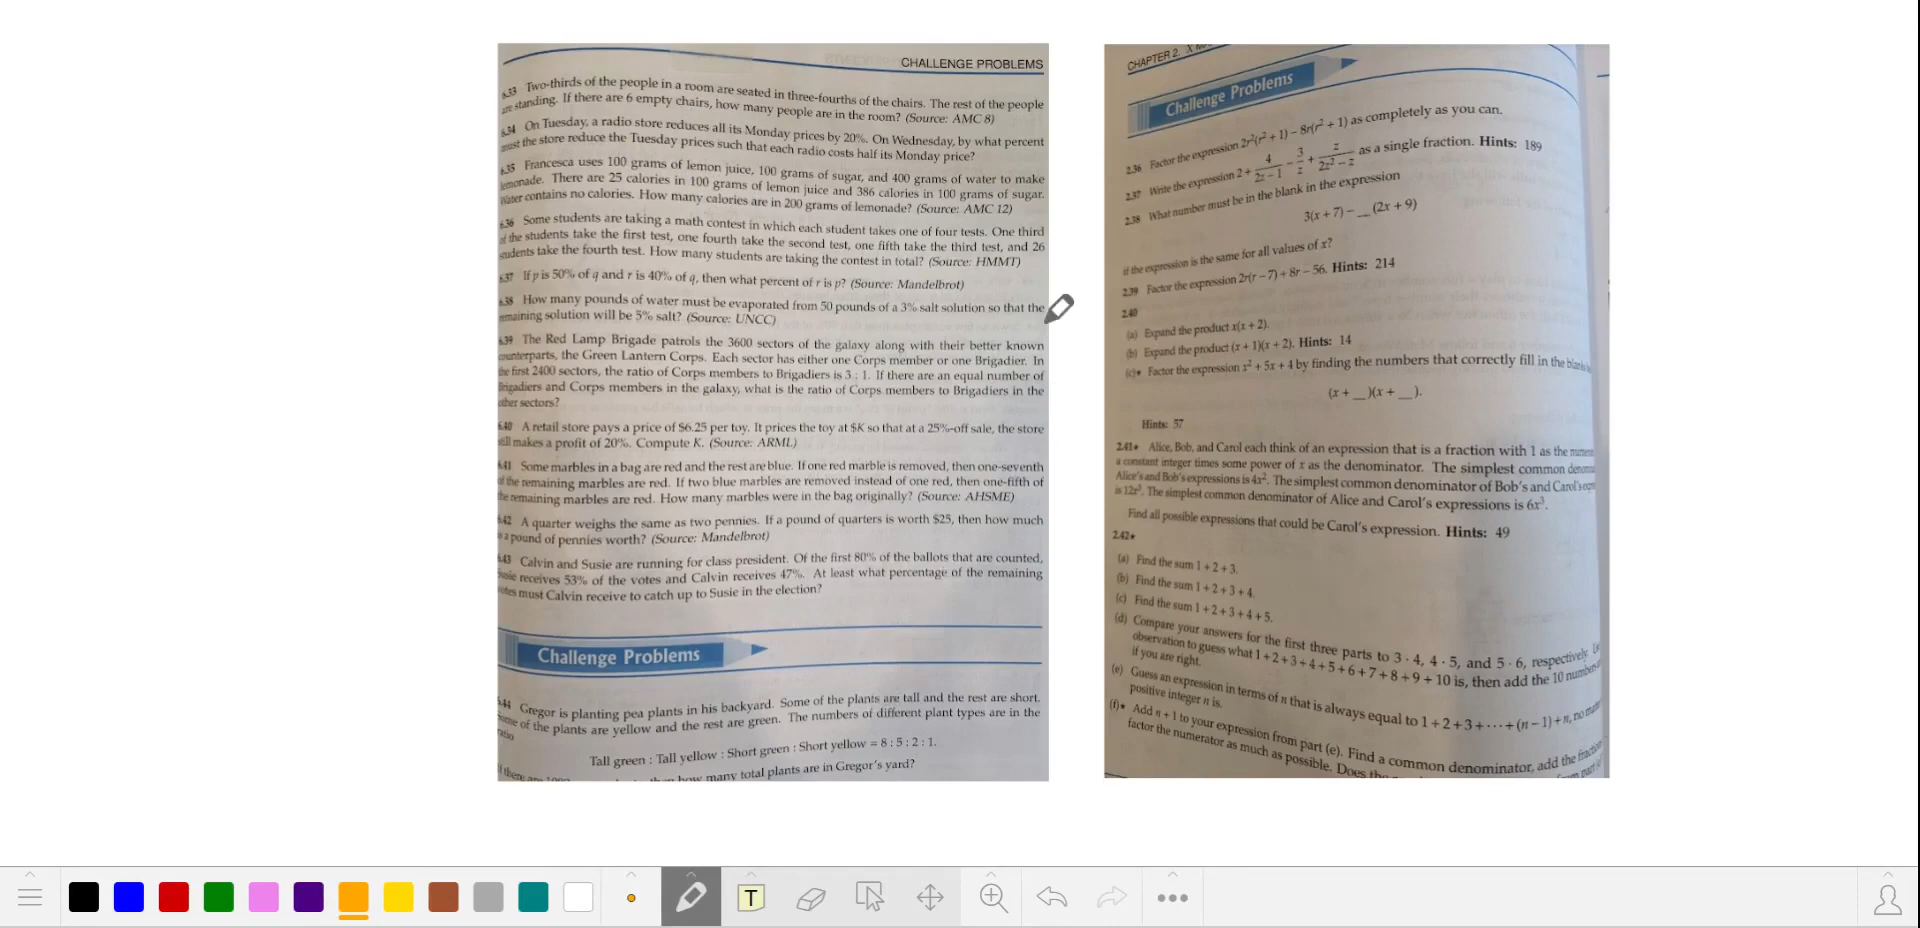 CHALLENGE PROBLEMS
6.33 Two-thirds of the people in a room are seated in three-fourths of the chairs. The rest of the people
are standing. If there are 6 empty chairs, how many people are in the room? (Source: AMC 8)
6.34 On Tuesday, a radio store reduces all its Monday prices by 20%. On Wednesday, by what percent
must the store reduce the Tuesday prices such that each radio costs half its Monday price?
6.35 Francesca uses 100 grams of lemon juice, 100 grams of sugar, and 400 grams of water to make
lemonade. There are 25 calories in 100 grams of lemon juice and 386 calories in 100 grams of sugar.
Water contains no calories. How many calories are in 200 grams of lemonade? (Source: AMC 12)
6.36 Some students are taking a math contest in which each student takes one of four tests. One third
of the students take the first test, one fourth take the second test, one fifth take the third test, and 26
students take the fourth test. How many students are taking the contest in total? (Source: HMMT)
6.37 If p is 50% of q and r is 40% of q, then what percent of r is p? (Source: Mandelbrot)
6.38 How many pounds of water must be evaporated from 50 pounds of a 3% salt solution so that the
remaining solution will be 5% salt? (Source: UNCC)
6.39 The Red Lamp Brigade patrols the 3600 sectors of the galaxy along with their better known
counterparts, the Green Lantern Corps. Each sector has either one Corps member or one Brigadier. In
the first 2400 sectors, the ratio of Corps members to Brigadiers is 3 : 1. If there are an equal number of
Brigadiers and Corps members in the galaxy, what is the ratio of Corps members to Brigadiers in the
other sectors?
6.40 A retail store pays a price of $6.25 per toy. It prices the toy at $K so that at a 25%-off sale, the store
still makes a profit of 20%. Compute K. (Source: ARML)
6.41 Some marbles in a bag are red and the rest are blue. If one red marble is removed, then one-seventh
of the remaining marbles are red. If two blue marbles are removed instead of one red, then one-fifth of
the remaining marbles are red. How many marbles were in the bag originally? (Source: AHSME)
6.42 A quarter weighs the same as two pennies. If a pound of quarters is worth $25, then how much
is a pound of pennies worth? (Source: Mandelbrot)
6.43 Calvin and Susie are running for class president. Of the first 80% of the ballots that are counted,
Susie receives 53% of the votes and Calvin receives 47%. At least what percentage of the remaining
votes must Calvin receive to catch up to Susie in the election?
Challenge Problems
6.44 Gregor is planting pea plants in his backyard. Some of the plants are tall and the rest are short.
Some of the plants are yellow and the rest are green. The numbers of different plant types are in the
ratio
Tall green : Tall yellow : Short green : Short yellow = 8 : 5 : 2 : 1.
If there are how many total plants are in Gregor's yard?
CHAPTER 2. X
Challenge Problems
2.36 Factor the expression 2r²(r² + 1) − 8r(r² + 1) as completely as you can.
2.37 Write the expression 2 + 4/(2z − 1) − 3/z + z/(2z² − z) as a single fraction. Hints: 189
2.38 What number must be in the blank in the expression
3(x + 7) − __ (2x + 9)
if the expression is the same for all values of x?
2.39 Factor the expression 2r(r − 7) + 8r − 56. Hints: 214
2.40
(a) Expand the product x(x + 2).
(b) Expand the product (x + 1)(x + 2). Hints: 14
(c)★ Factor the expression x² + 5x + 4 by finding the numbers that correctly fill in the blanks
(x + __)(x + __).
Hints: 57
2.41★ Alice, Bob, and Carol each think of an expression that is a fraction with 1 as the
a constant integer times some power of x as the denominator. The simplest common
Alice's and Bob's expressions is 4x². The simplest common denominator of Bob's and Carol's
is 12x³. The simplest common denominator of Alice and Carol's expressions is 6x³.
Find all possible expressions that could be Carol's expression. Hints: 49
2.42★
(a) Find the sum 1 + 2 + 3.
(b) Find the sum 1 + 2 + 3 + 4.
(c) Find the sum 1 + 2 + 3 + 4 + 5.
(d) Compare your answers for the first three parts to 3 · 4, 4 · 5, and 5 · 6, respectively.
observation to guess what 1 + 2 + 3 + 4 + 5 + 6 + 7 + 8 + 9 + 10 is, then add the 10 numbers
if you are right.
(e) Guess an expression in terms of n that is always equal to 1 + 2 + 3 + ··· + (n − 1) + n, no
positive integer n is.
(f)★ Add n + 1 to your expression from part (e). Find a common denominator, add the
factor the numerator as much as possible. Does
T